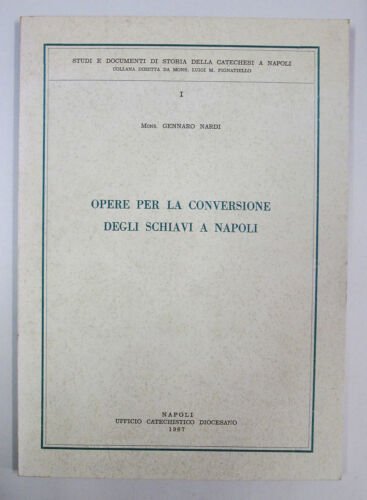 STUDI E DOCUMENTI DI STORIA DELLA CATECHESI A NAPOLI
COLLANA DIRETTA DA MONS. LUIGI M. PIGNATIELLO
I
MONS. GENNARO NARDI
OPERE PER LA CONVERSIONE
DEGLI SCHIAVI A NAPOLI
NAPOLI
UFFICIO CATECHISTICO DIOCESANO
1967